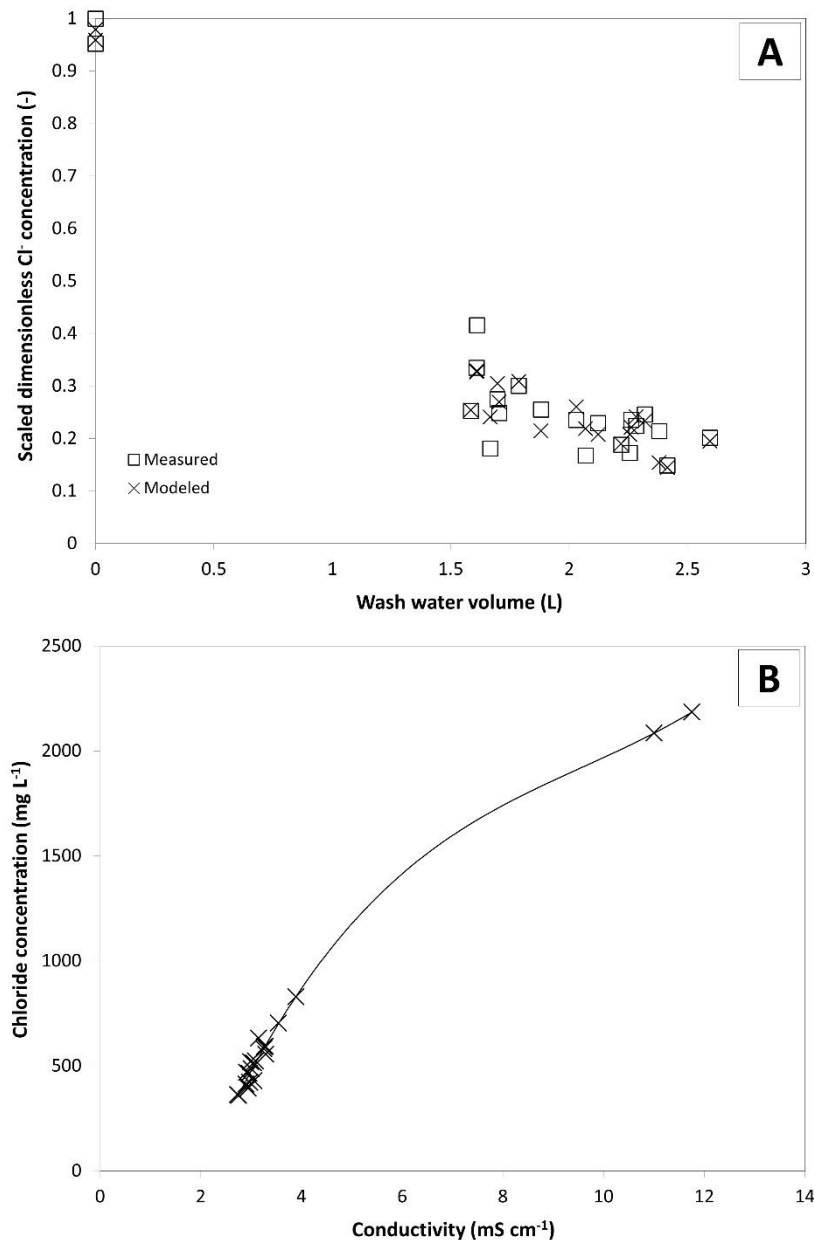 A
Scaled dimensionless Cl⁻ concentration (-)
1
0.9
0.8
0.7
0.6
0.5
0.4
0.3
0.2
0.1
0
Measured
Modeled
0 0.5 1 1.5 2 2.5 3
Wash water volume (L)
B
Chloride concentration (mg L⁻¹)
2500
2000
1500
1000
500
0
0 2 4 6 8 10 12 14
Conductivity (mS cm⁻¹)